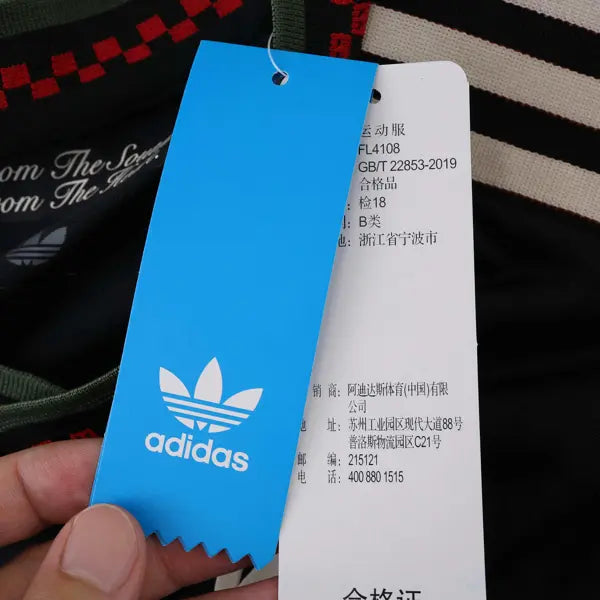 om The Soul
om The H
adidas
运动服
FL4108
GB/T 22853-2019
合格品
: 检18
: B类
地: 浙江省宁波市
销 商: 阿迪达斯体育(中国)有限
公司
地 址: 苏州工业园区现代大道88号
普洛斯物流园区C21号
邮 编: 215121
电 话: 400 880 1515
合格证